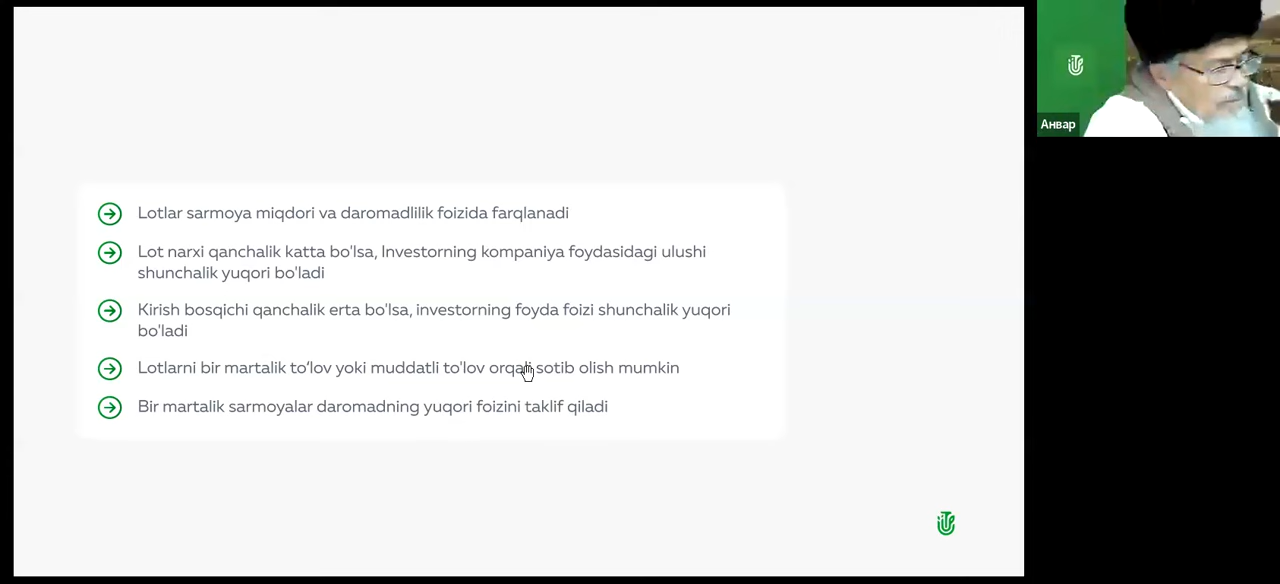 Анвар
Lotlar sarmoya miqdori va daromadlilik foizida farqlanadi
Lot narxi qanchalik katta bo'lsa, Investorning kompaniya foydasidagi ulushi
shunchalik yuqori bo'ladi
Kirish bosqichi qanchalik erta bo'lsa, investorning foyda foizi shunchalik yuqori
bo'ladi
Lotlarni bir martalik to‘lov yoki muddatli to'lov orqali sotib olish mumkin
Bir martalik sarmoyalar daromadning yuqori foizini taklif qiladi